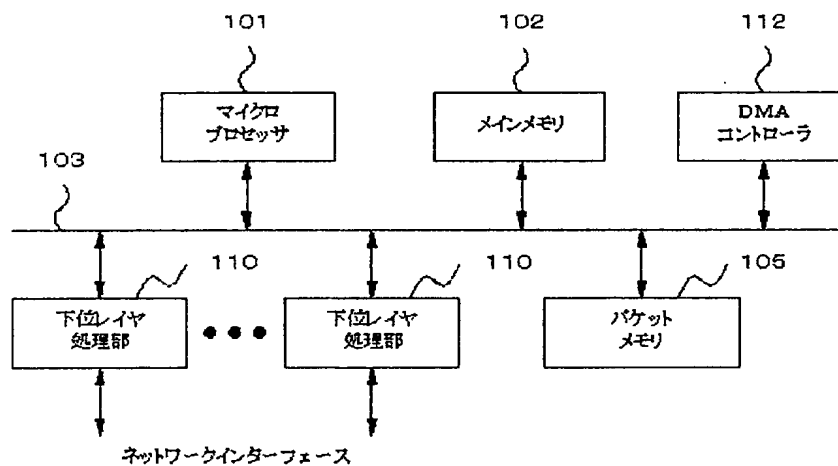 101
102
112
マイクロ
プロセッサ
メインメモリ
DMA
コントローラ
103
110
110
105
下位レイヤ
処理部
下位レイヤ
処理部
パケット
メモリ
ネットワークインターフェース